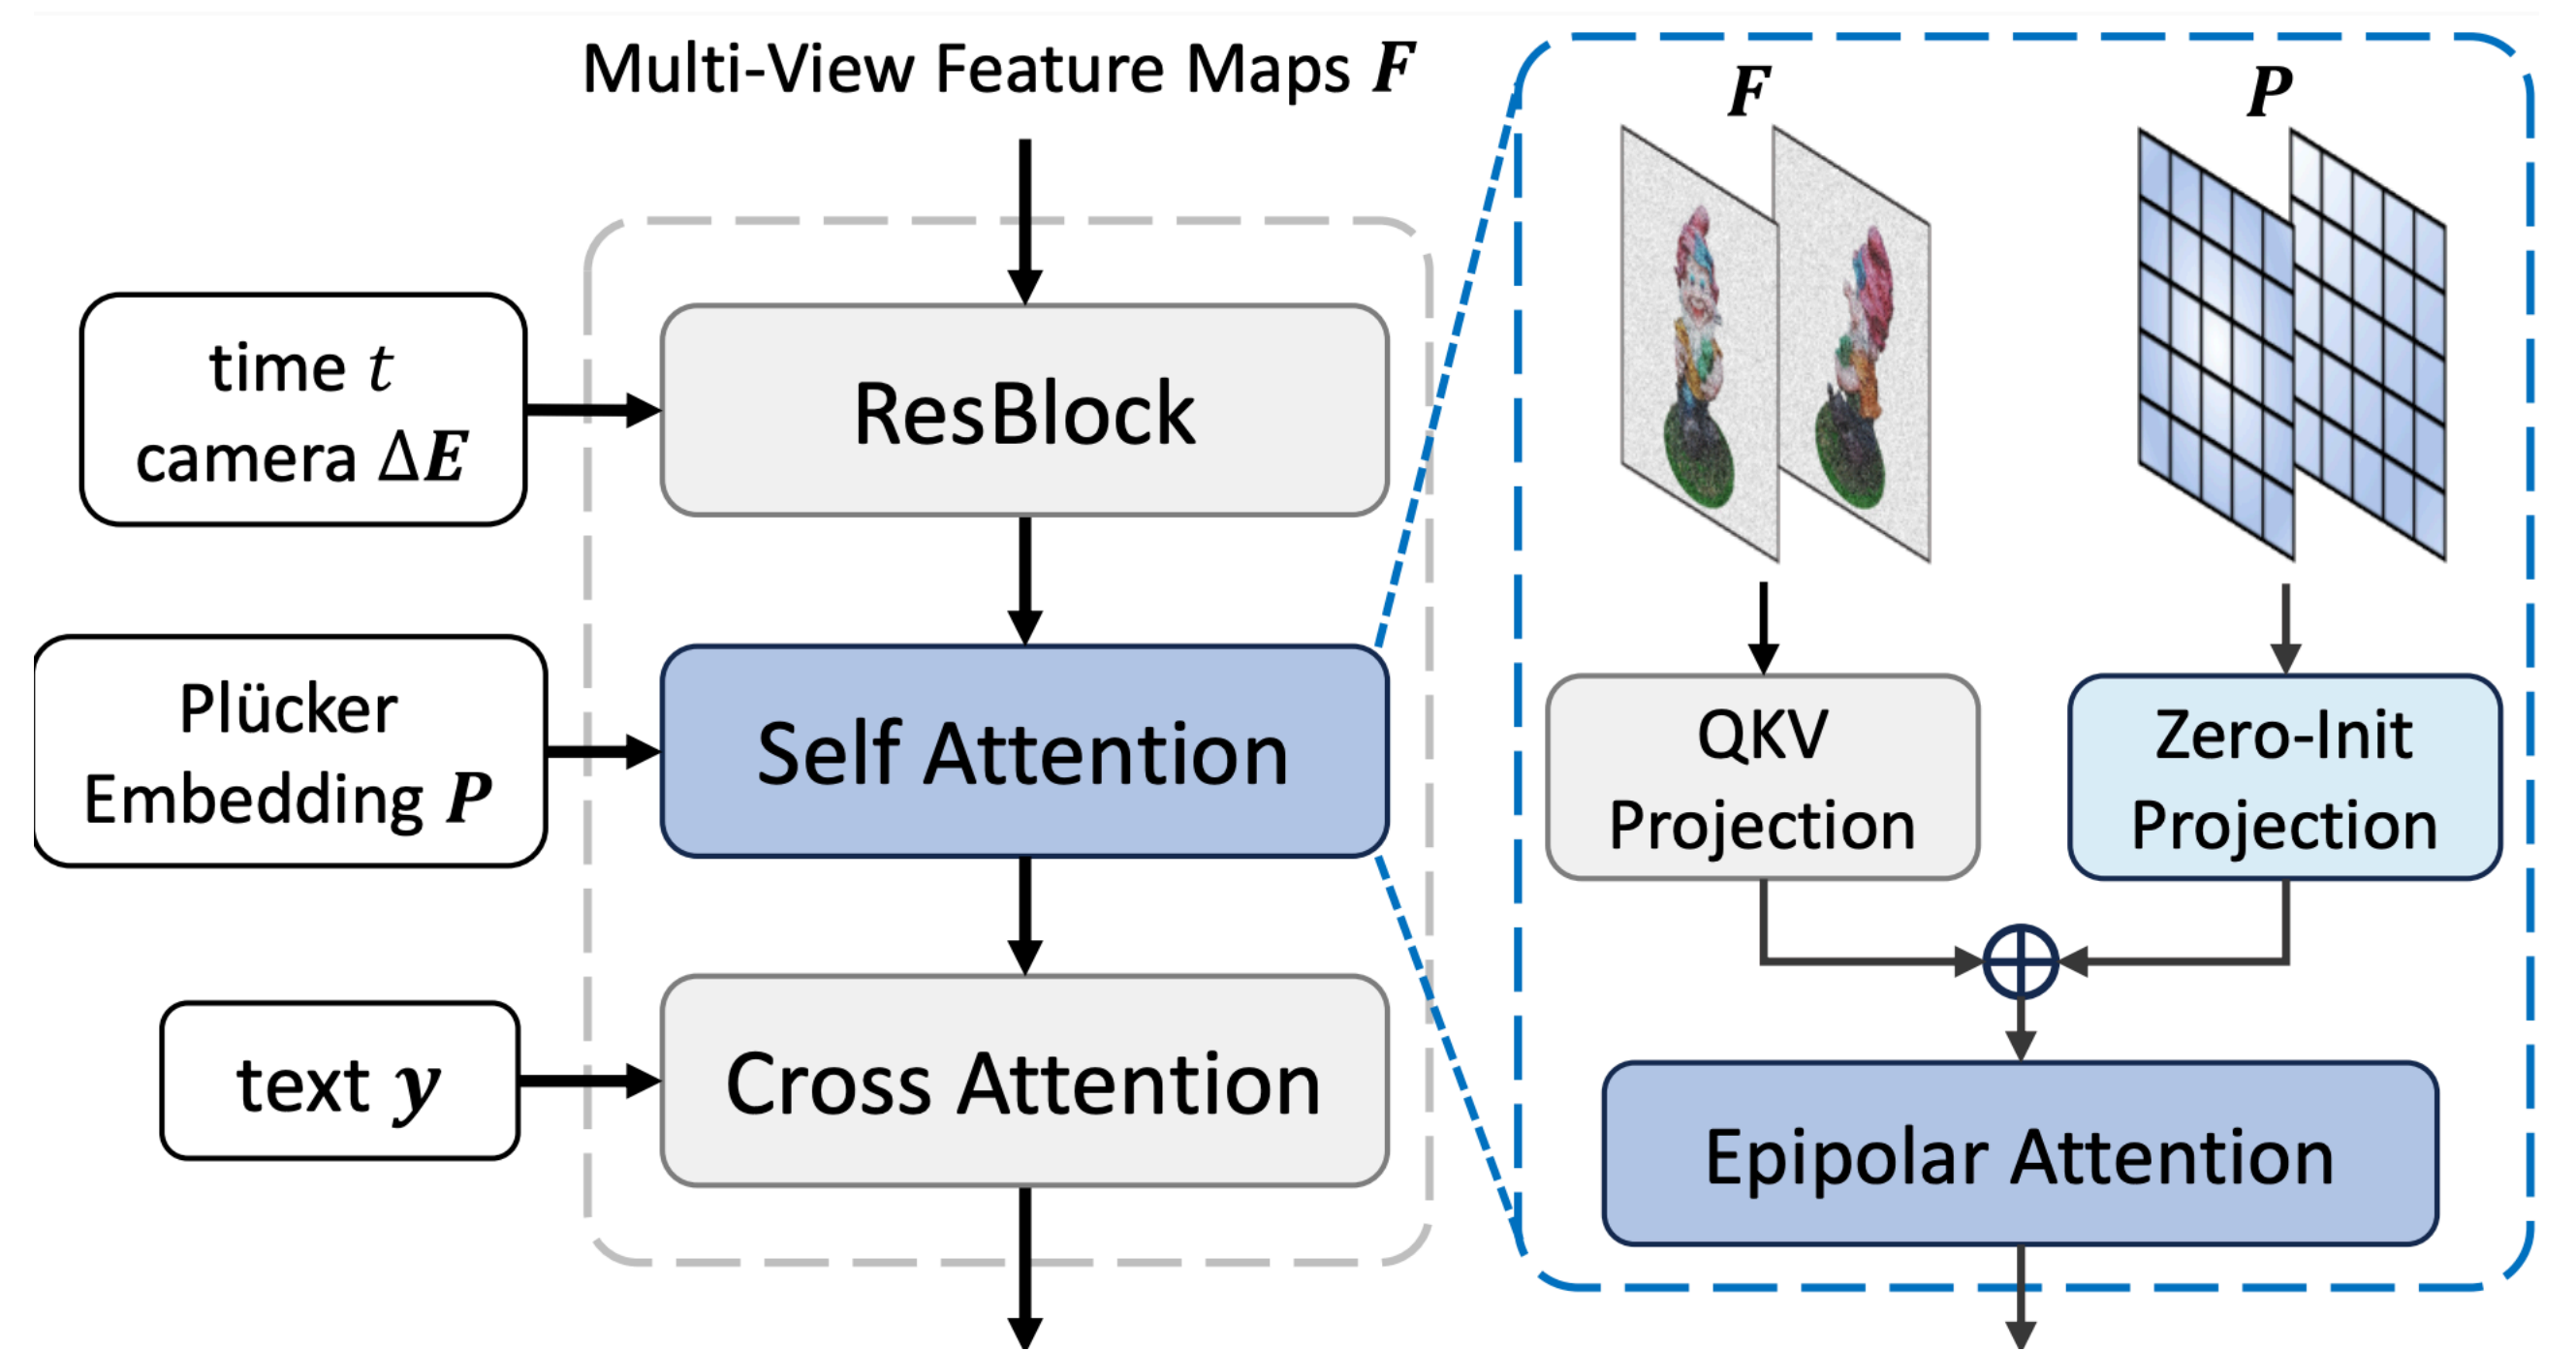 Multi-View Feature Maps F
time t
camera ΔE
ResBlock
Plücker
Embedding P
Self Attention
text y
Cross Attention
F
P
QKV
Projection
Zero-Init
Projection
Epipolar Attention